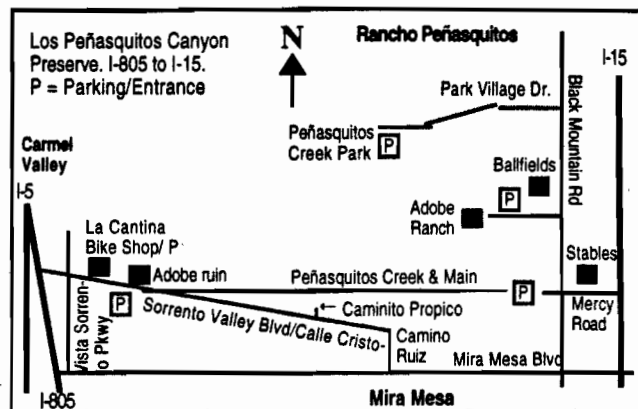 Los Peñasquitos Canyon
Preserve. I-805 to I-15.
P = Parking/Entrance
N
Rancho Peñasquitos
I-15
Park Village Dr.
Black Mountain Rd
Peñasquitos
Creek Park
P
Carmel
Valley
I-5
Ballfields
P
Adobe
Ranch
La Cantina
Bike Shop/ P
Adobe ruin
Stables
Peñasquitos Creek & Main
P
Mercy
Road
P
Vista Sorren-
to Pkwy
Sorrento Valley Blvd/Calle Cristo-
← Caminito Propico
Camino
Ruiz
Mira Mesa Blvd
I-805
Mira Mesa